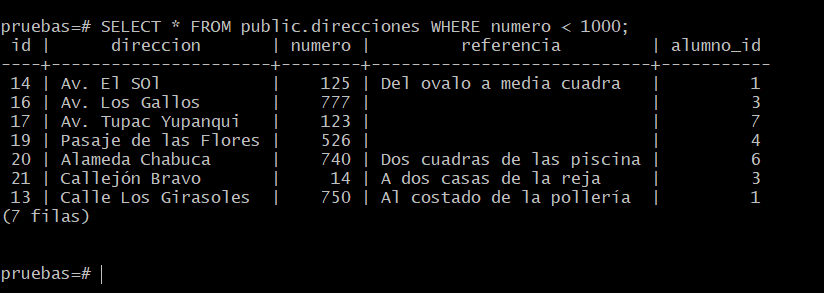 pruebas=# SELECT * FROM public.direcciones WHERE numero < 1000;
 id |      direccion       | numero |         referencia          | alumno_id
----+----------------------+--------+-----------------------------+-----------
 14 | Av. El SOl           |    125 | Del ovalo a media cuadra    |         1
 16 | Av. Los Gallos       |    777 |                             |         3
 17 | Av. Tupac Yupanqui   |    123 |                             |         7
 19 | Pasaje de las Flores |    526 |                             |         4
 20 | Alameda Chabuca      |    740 | Dos cuadras de las piscina  |         6
 21 | Callejón Bravo       |     14 | A dos casas de la reja      |         3
 13 | Calle Los Girasoles  |    750 | Al costado de la pollería   |         1
(7 filas)
pruebas=#